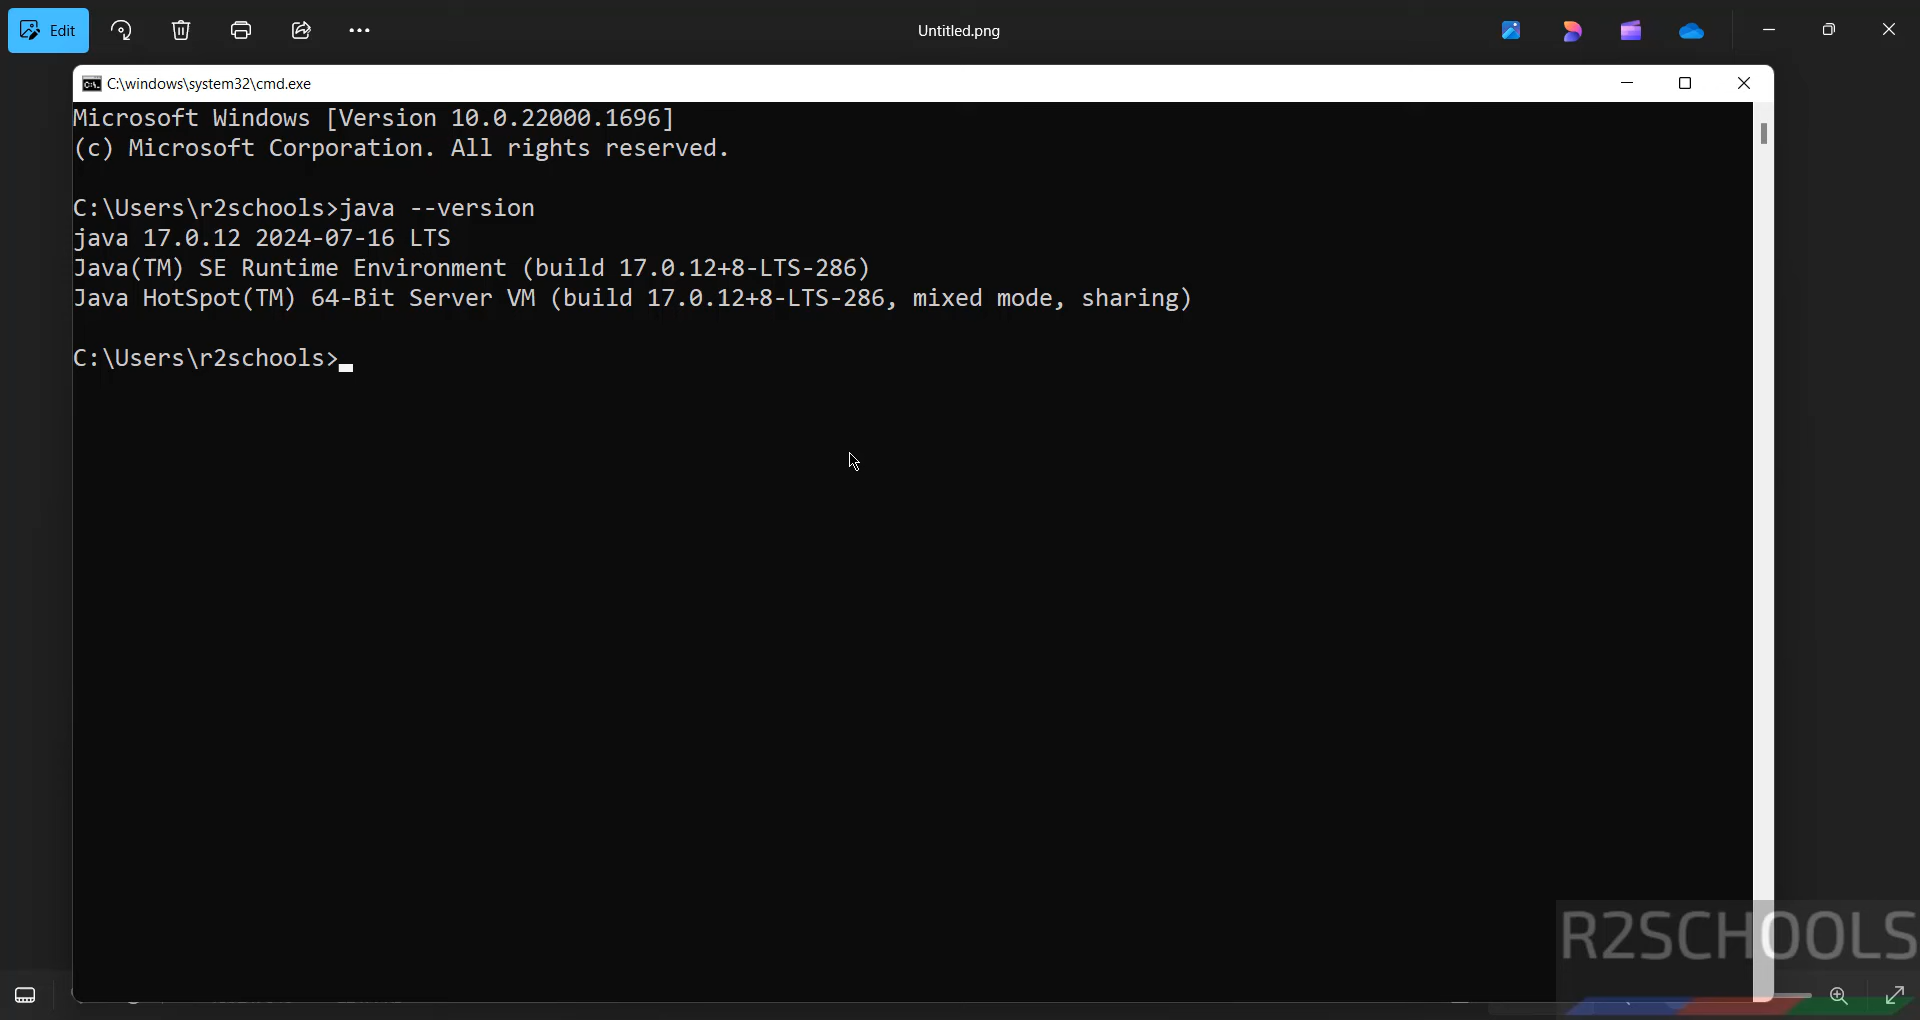 Edit
Untitled.png
C:\windows\system32\cmd.exe
Microsoft Windows [Version 10.0.22000.1696]
(c) Microsoft Corporation. All rights reserved.
C:\Users\r2schools>java --version
java 17.0.12 2024-07-16 LTS
Java(TM) SE Runtime Environment (build 17.0.12+8-LTS-286)
Java HotSpot(TM) 64-Bit Server VM (build 17.0.12+8-LTS-286, mixed mode, sharing)
C:\Users\r2schools>
R2SCHOOLS